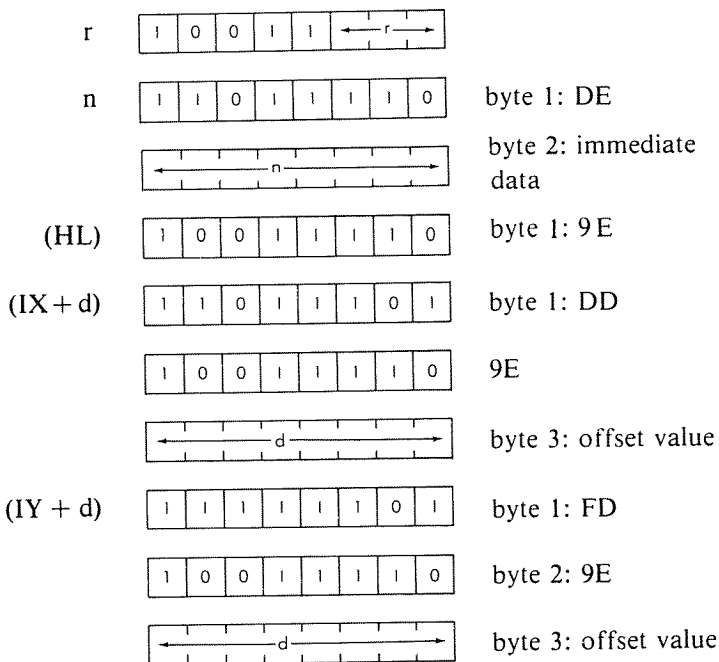 r 1 0 0 1 1 r
n 1 1 0 1 1 1 1 0 byte 1: DE
n byte 2: immediate
data
(HL) 1 0 0 1 1 1 1 0 byte 1: 9E
(IX + d) 1 1 0 1 1 1 0 1 byte 1: DD
1 0 0 1 1 1 1 0 9E
d byte 3: offset value
(IY + d) 1 1 1 1 1 1 0 1 byte 1: FD
1 0 0 1 1 1 1 0 byte 2: 9E
d byte 3: offset value